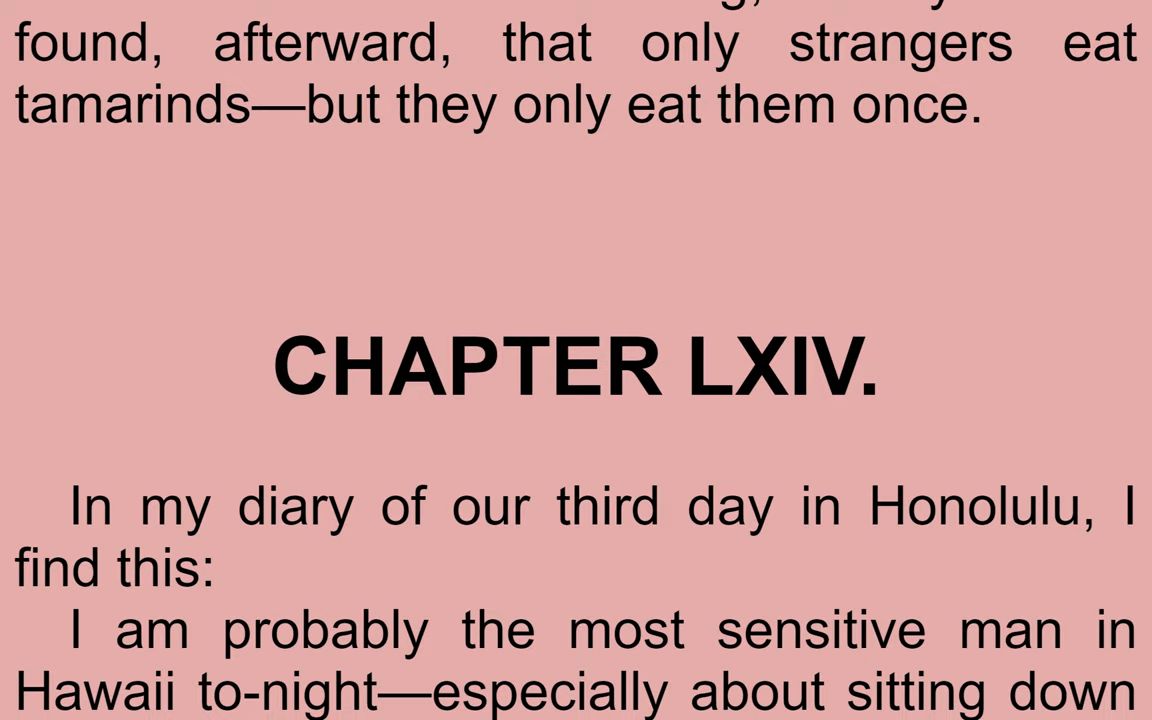 found, afterward, that only strangers eat
tamarinds—but they only eat them once.
CHAPTER LXIV.
In my diary of our third day in Honolulu, I
find this:
I am probably the most sensitive man in
Hawaii to-night—especially about sitting down